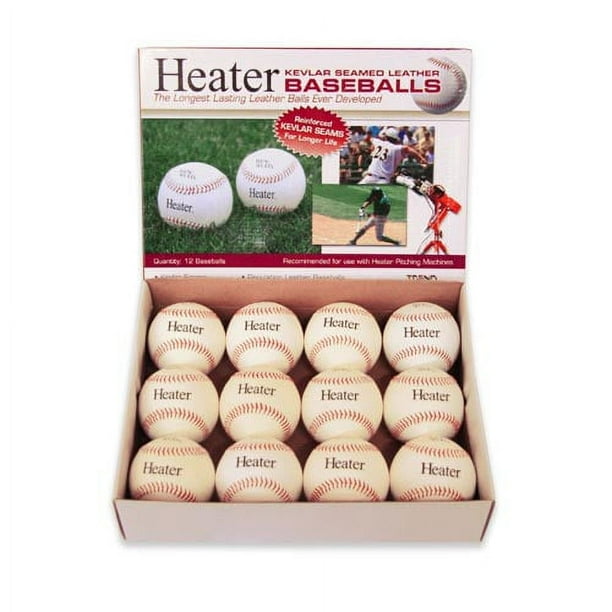 Heater KEVLAR SEAMED LEATHER
BASEBALLS
The Longest Lasting Leather Balls Ever Developed
Reinforced
KEVLAR SEAMS
For Longer Life
23
Heater
Heater
Quantity: 12 Baseballs
Recommended for use with Heater Pitching Machines
Regulation Leather Baseballs
TREND
Heater
Heater
Heater
Heater
Heater
Heater
Heater
Heater
Heater
Heater
Heater
Heater